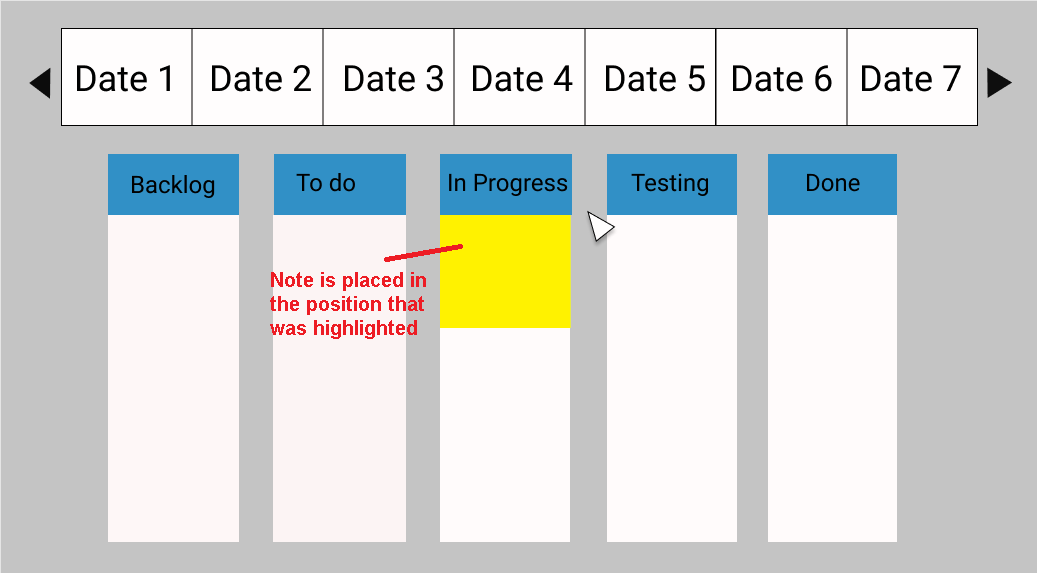 Date 1 Date 2 Date 3 Date 4 Date 5 Date 6 Date 7
Backlog To do In Progress Testing Done
Note is placed in
the position that
was highlighted